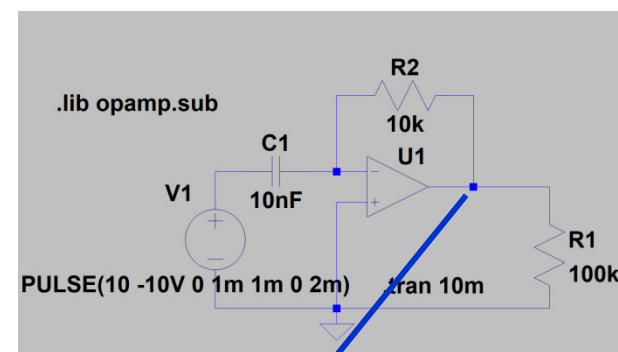 R2
.lib opamp.sub
10k
C1
U1
V1
10nF
R1
PULSE(10 -10V 0 1m 1m 0 2m)
.tran 10m
100k